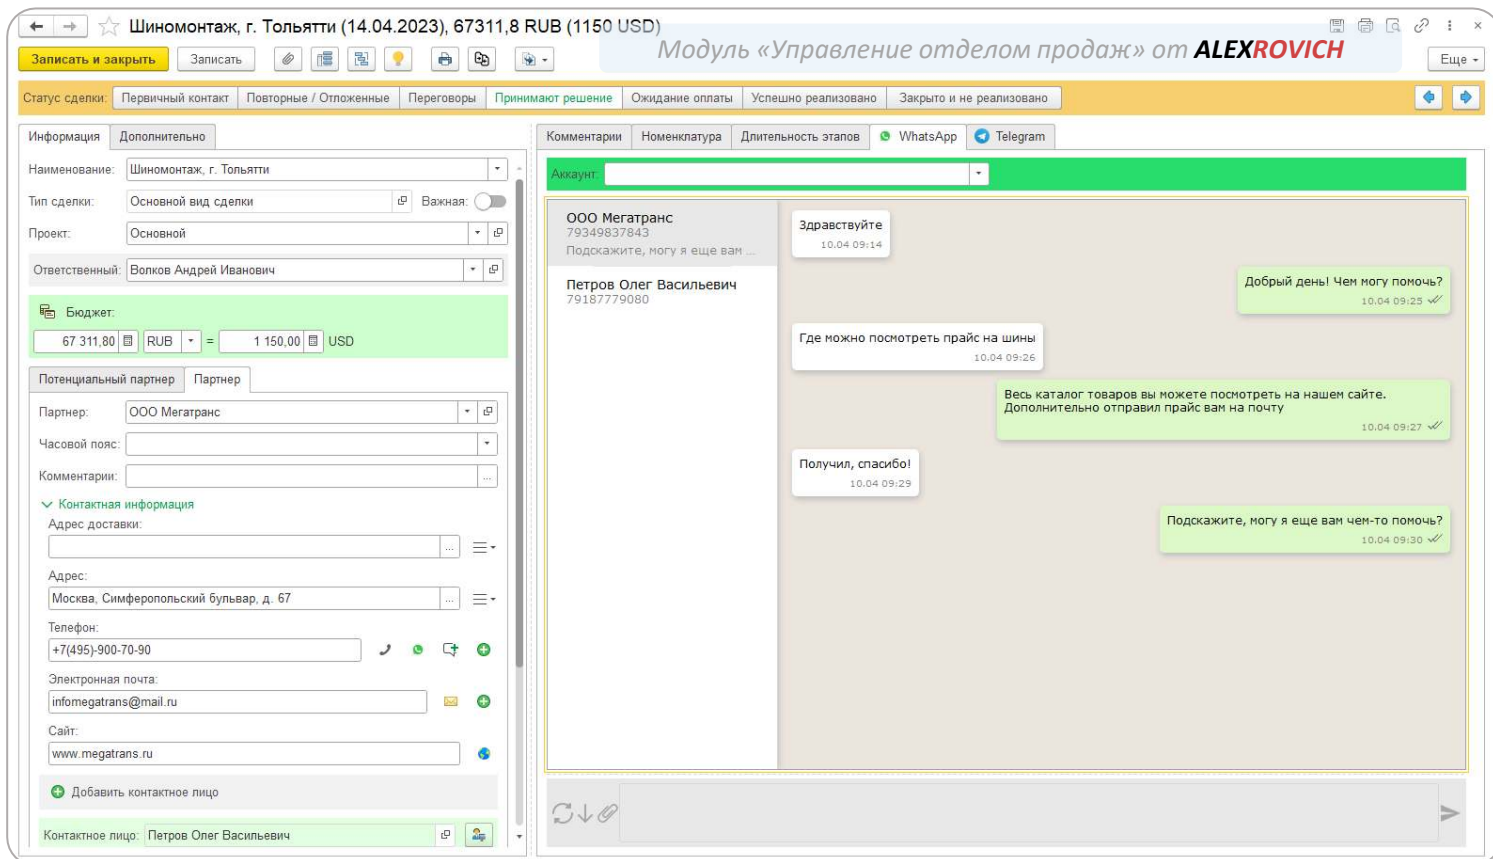 Шиномонтаж, г. Тольятти (14.04.2023), 67311,8 RUB (1150 USD)
Модуль «Управление отделом продаж» от ALEXROVICH
Записать и закрыть
Записать
Еще
Статус сделки:
Первичный контакт
Повторные / Отложенные
Переговоры
Принимают решение
Ожидание оплаты
Успешно реализовано
Закрыто и не реализовано
Информация
Дополнительно
Наименование: Шиномонтаж, г. Тольятти
Тип сделки: Основной вид сделки
Важная:
Проект: Основной
Ответственный: Волков Андрей Иванович
Бюджет:
67 311,80 RUB = 1 150,00 USD
Потенциальный партнер
Партнер
Партнер: ООО Мегатранс
Часовой пояс:
Комментарии:
Контактная информация
Адрес доставки:
Адрес:
Москва, Симферопольский бульвар, д. 67
Телефон:
+7(495)-900-70-90
Электронная почта:
infomegatrans@mail.ru
Сайт:
www.megatrans.ru
Добавить контактное лицо
Контактное лицо: Петров Олег Васильевич
Комментарии
Номенклатура
Длительность этапов
WhatsApp
Telegram
Аккаунт:
ООО Мегатранс
79349837843
Подскажите, могу я еще вам ...
Петров Олег Васильевич
79187779080
Здравствуйте
10.04 09:14
Добрый день! Чем могу помочь?
10.04 09:25
Где можно посмотреть прайс на шины
10.04 09:26
Весь каталог товаров вы можете посмотреть на нашем сайте.
Дополнительно отправил прайс вам на почту
10.04 09:27
Получил, спасибо!
10.04 09:29
Подскажите, могу я еще вам чем-то помочь?
10.04 09:30